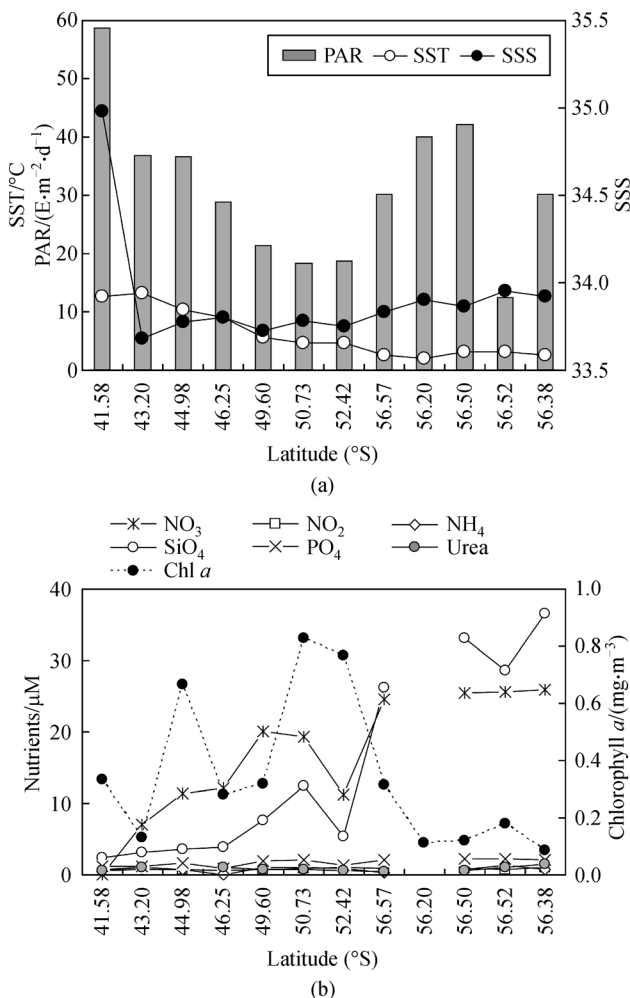 60
50
40
30
20
10
0
SST/°C
PAR/(E·m⁻²·d⁻¹)
PAR SST SSS
35.5
35.0
34.5
34.0
33.5
SSS
41.58 43.20 44.98 46.25 49.60 50.73 52.42 56.57 56.20 56.50 56.52 56.38
Latitude (°S)
(a)
NO₃ NO₂ NH₄
SiO₄ PO₄ Urea
Chl a
40
30
20
10
0
Nutrients/μM
1.0
0.8
0.6
0.4
0.2
0.0
Chlorophyll a/(mg·m⁻³)
41.58 43.20 44.98 46.25 49.60 50.73 52.42 56.57 56.20 56.50 56.52 56.38
Latitude (°S)
(b)